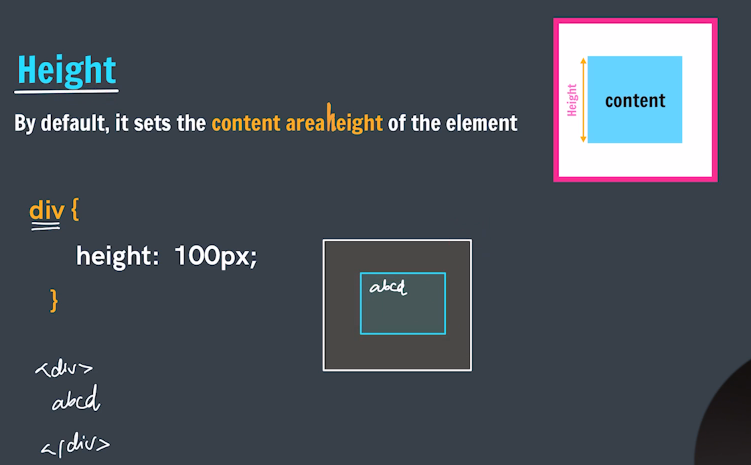 Height
By default, it sets the content area height of the element
Height
content
div {
height: 100px;
}
abcd
<div>
abcd
</div>